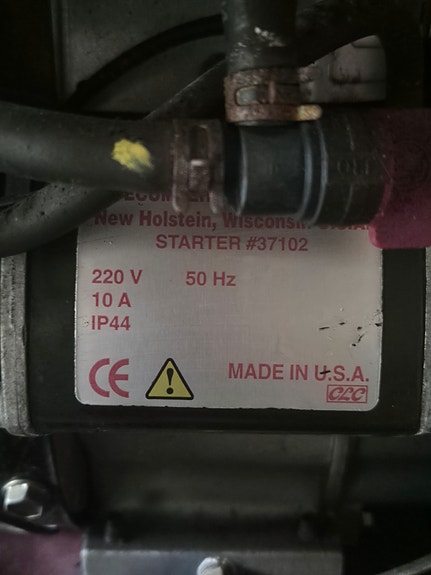 New Holstein, Wisconsin U.S.A.
STARTER #37102
220 V 50 Hz
10 A
IP44
CE
MADE IN U.S.A.
CLC